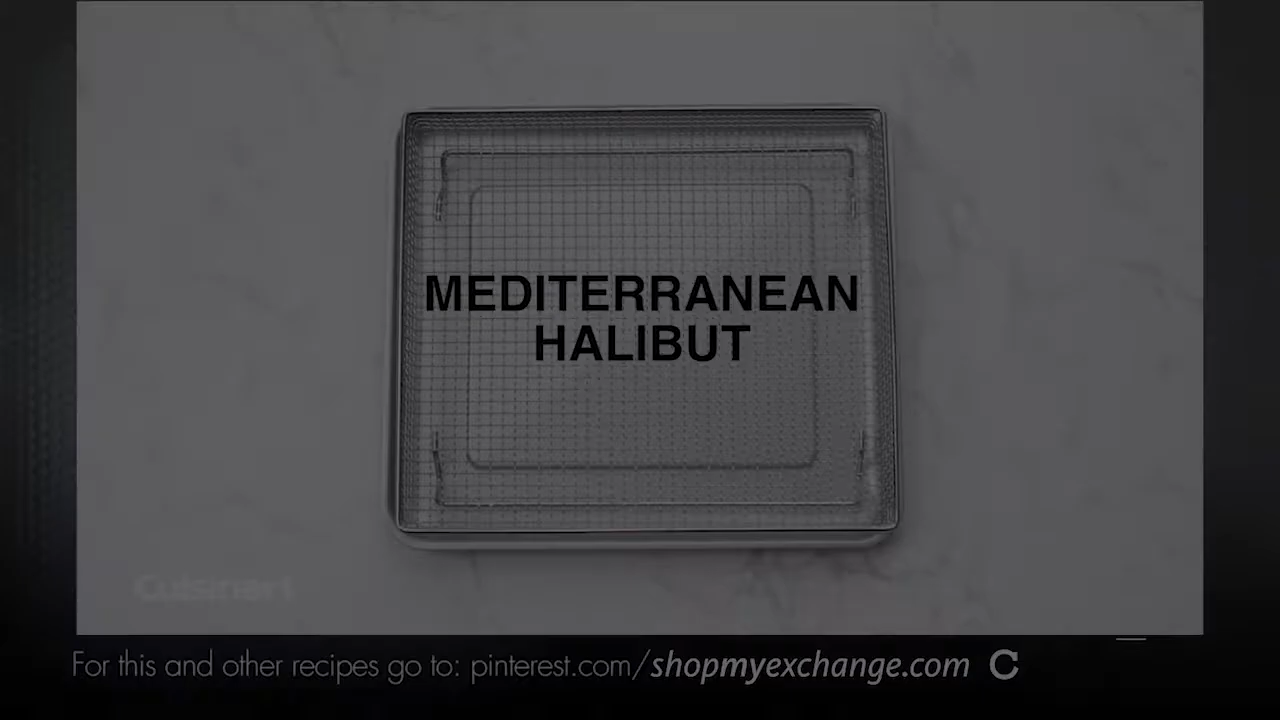 MEDITERRANEAN
HALIBUT
Cuisinart
For this and other recipes go to: pinterest.com/shopmyexchange.com